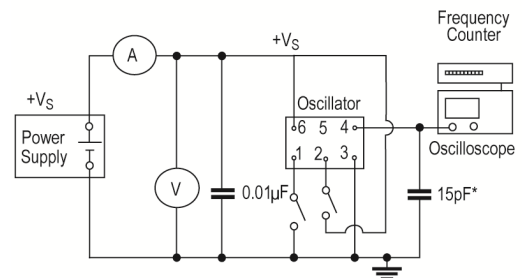 Frequency
Counter
A
+VS
+VS
Oscillator
Power
Supply
6 5 4
1 2 3
Oscilloscope
V
0.01µF
15pF*